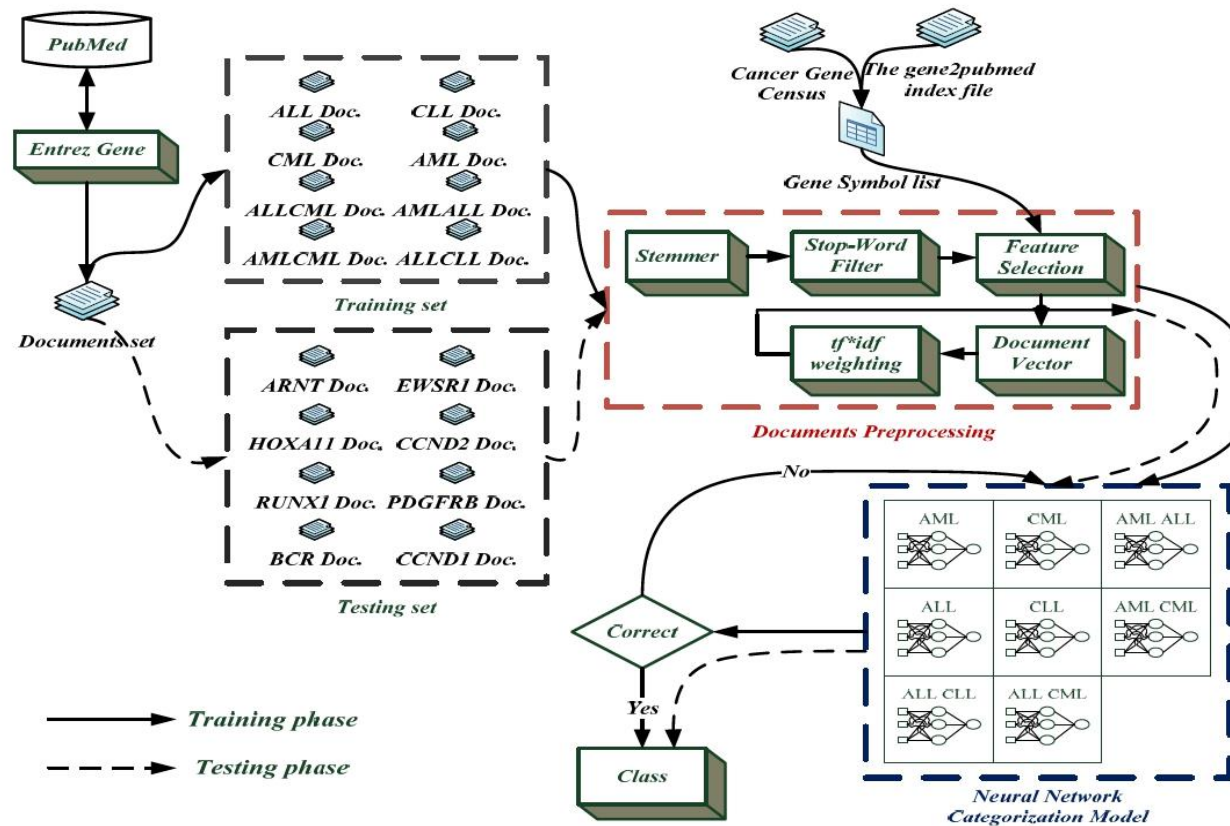 PubMed
Entrez Gene
Documents set
ALL Doc.
CLL Doc.
CML Doc.
AML Doc.
ALLCML Doc.
AMLALL Doc.
AMLCML Doc.
ALLCLL Doc.
Training set
ARNT Doc.
EWSR1 Doc.
HOXA11 Doc.
CCND2 Doc.
RUNX1 Doc.
PDGFRB Doc.
BCR Doc.
CCND1 Doc.
Testing set
Cancer Gene
Census
The gene2pubmed
index file
Gene Symbol list
Stemmer
Stop-Word
Filter
Feature
Selection
tf*idf
weighting
Document
Vector
Documents Preprocessing
No
AML
CML
AML ALL
ALL
CLL
AML CML
ALL CLL
ALL CML
Neural Network
Categorization Model
Correct
Yes
Class
Training phase
Testing phase